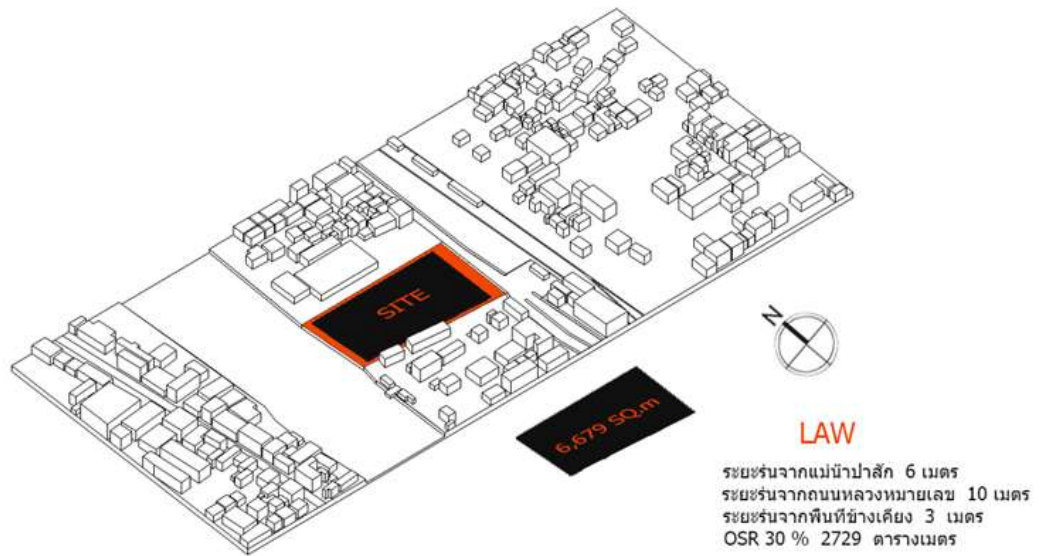 SITE
N
6,679 SQ.m
LAW
ระยะร่นจากแม่น้ำป่าสัก 6 เมตร
ระยะร่นจากถนนหลวงหมายเลข 10 เมตร
ระยะร่นจากพื้นที่ข้างเคียง 3 เมตร
OSR 30 % 2729 ตารางเมตร